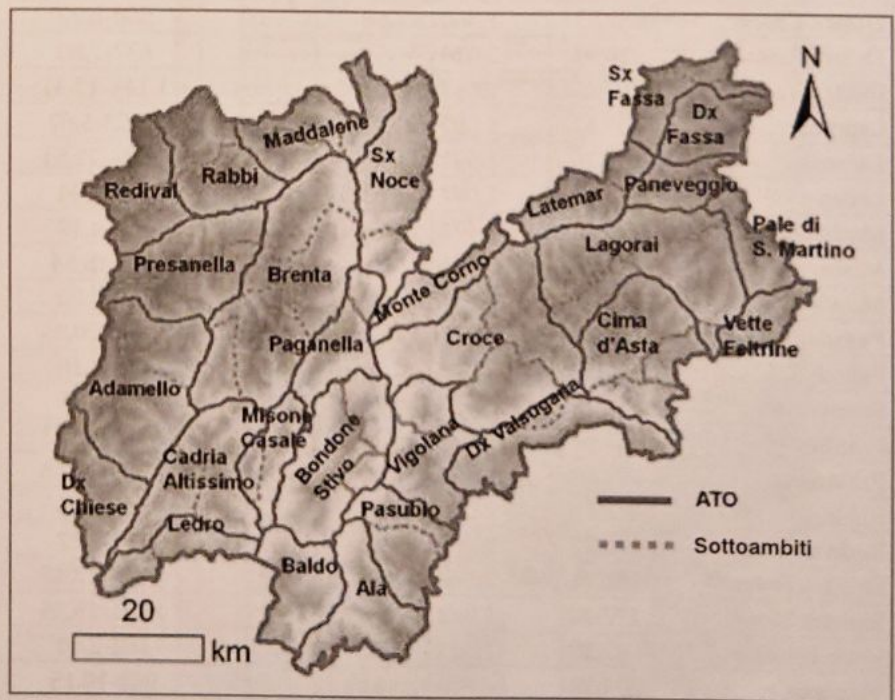 N
Sx
Fassa
Dx
Fassa
Maddalone
Sx
Noce
Rabbi
Redival
Paneveggio
Latemar
Pale di
S. Martino
Lagorai
Presanella
Brenta
Monte Corno
Cima
d'Asta
Vette
Feltrine
Croce
Paganella
Adamello
Misone
Casale
Bondone
Stivo
Vigolana
Dx Valsugana
Cadria
Altissimo
Dx
Chiese
Ledro
Pasubio
Baldo
Ala
ATO
Sottoambiti
20
km